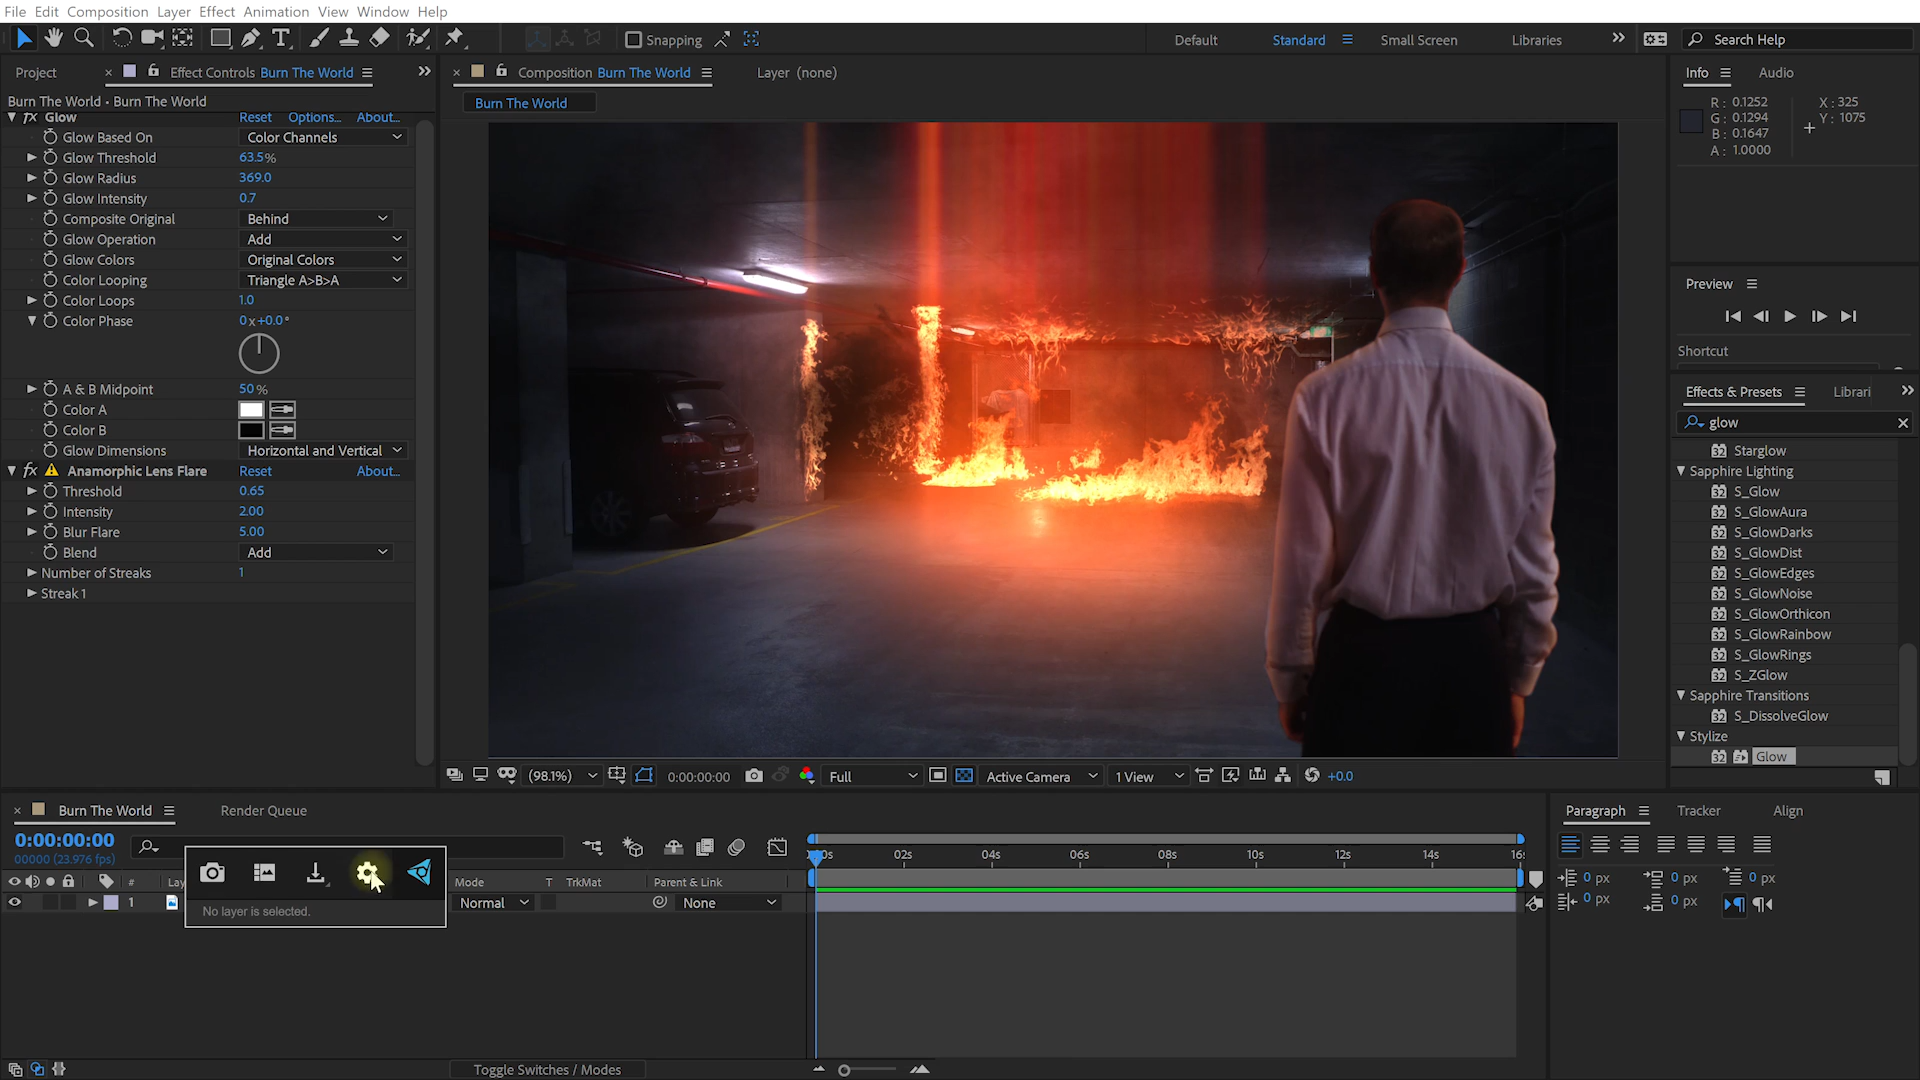 File Edit Composition Layer Effect Animation View Window Help
Snapping
Default Standard Small Screen Libraries
Search Help
Project
Effect Controls Burn The World
Burn The World • Burn The World
fx Glow Reset Options... About...
Glow Based On Color Channels
Glow Threshold 63.5%
Glow Radius 369.0
Glow Intensity 0.7
Composite Original Behind
Glow Operation Add
Glow Colors Original Colors
Color Looping Triangle A>B>A
Color Loops 1.0
Color Phase 0x+0.0°
A & B Midpoint 50%
Color A
Color B
Glow Dimensions Horizontal and Vertical
fx Anamorphic Lens Flare Reset About...
Threshold 0.65
Intensity 2.00
Blur Flare 5.00
Blend Add
Number of Streaks 1
Streak 1
Composition Burn The World
Layer (none)
Burn The World
(98.1%) 0:00:00:00 Full Active Camera 1 View +0.0
Info Audio
R: 0.1252
G: 0.1294
B: 0.1647
A: 1.0000
X: 325
Y: 1075
Preview
Shortcut
Effects & Presets Librari
glow
Starglow
Sapphire Lighting
S_Glow
S_GlowAura
S_GlowDarks
S_GlowDist
S_GlowEdges
S_GlowNoise
S_GlowOrthicon
S_GlowRainbow
S_GlowRings
S_ZGlow
Sapphire Transitions
S_DissolveGlow
Stylize
Glow
Burn The World Render Queue
0:00:00:00
00000 (23.976 fps)
# Lay Mode T TrkMat Parent & Link
1 Normal None
No layer is selected.
02s 04s 06s 08s 10s 12s 14s
Toggle Switches / Modes
Paragraph Tracker Align
0 px 0 px 0 px
0 px 0 px